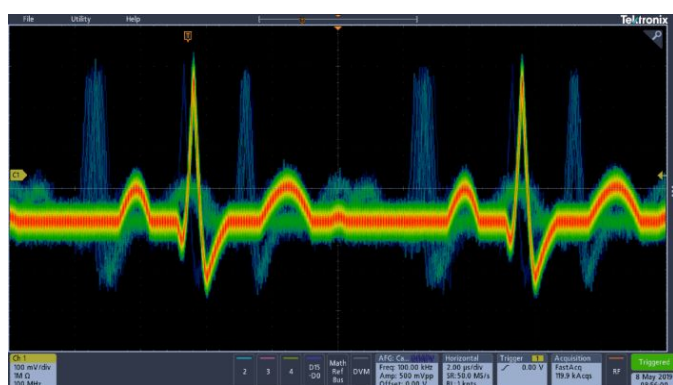 File Utility Help Tektronix
C1
Ch 1
100 mV/div
1M Ω
100 MHz
2 3 4 D15-D0 Math Ref Bus DVM
AFG: Ca...
Freq: 100.00 kHz
Amp: 500 mVpp
Offset: 0.00 V
Horizontal
2.00 µs/div
SR: 50.0 MS/s
RL: 1 kpts
Trigger 1
0.00 V
Acquisition
FastAcq
119.9 kAcqs
RF
Triggered
8 May 2019